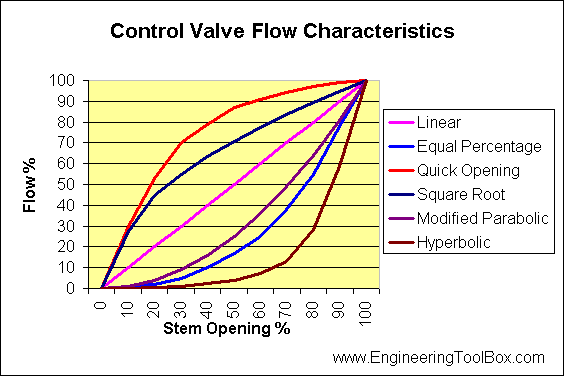 Control Valve Flow Characteristics
100
90
80
70
60
50
40
30
20
10
0
Flow %
0 10 20 30 40 50 60 70 80 90 100
Stem Opening %
Linear
Equal Percentage
Quick Opening
Square Root
Modified Parabolic
Hyperbolic
www.EngineeringToolBox.com